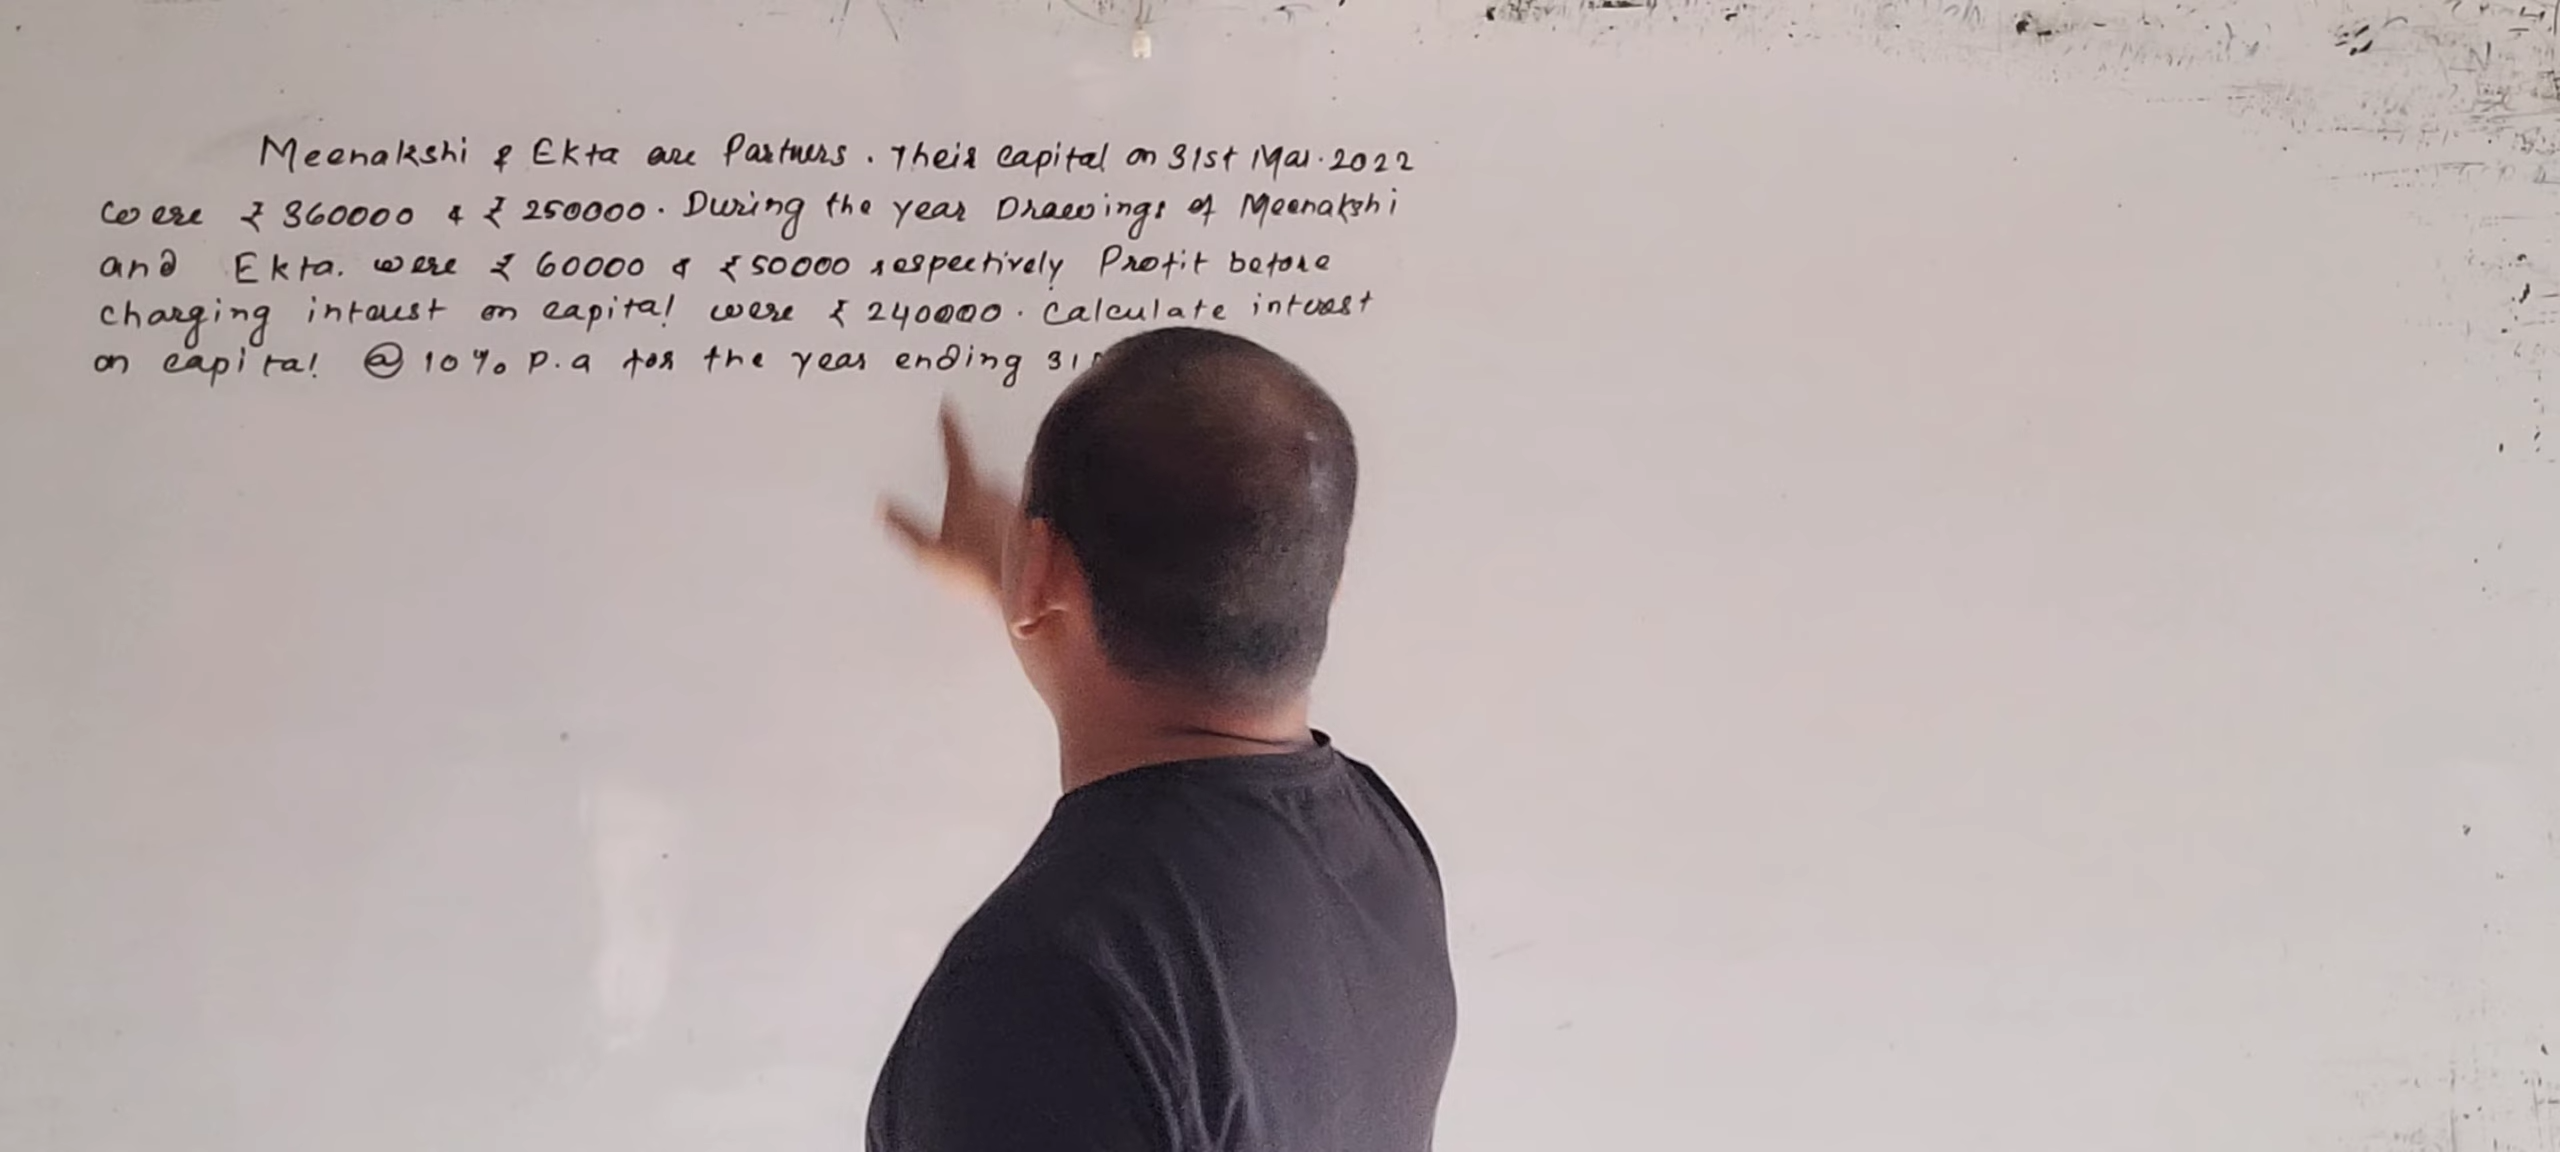 Meenakshi & Ekta are Partners. Their capital on 31st Mar. 2022
were ₹ 360000 & ₹ 250000. During the year Drawings of Meenakshi
and Ekta. were ₹ 60000 & ₹ 50000 respectively Profit before
charging interest on capital were ₹ 240000. Calculate interest
on capital @ 10% P.a for the year ending 31